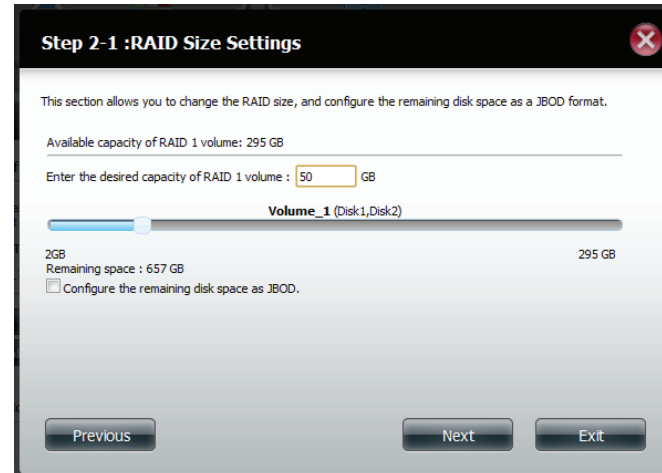 Step 2-1 :RAID Size Settings
This section allows you to change the RAID size, and configure the remaining disk space as a JBOD format.
Available capacity of RAID 1 volume: 295 GB
Enter the desired capacity of RAID 1 volume : 50 GB
Volume_1 (Disk1,Disk2)
2GB 295 GB
Remaining space : 657 GB
Configure the remaining disk space as JBOD.
Previous Next Exit